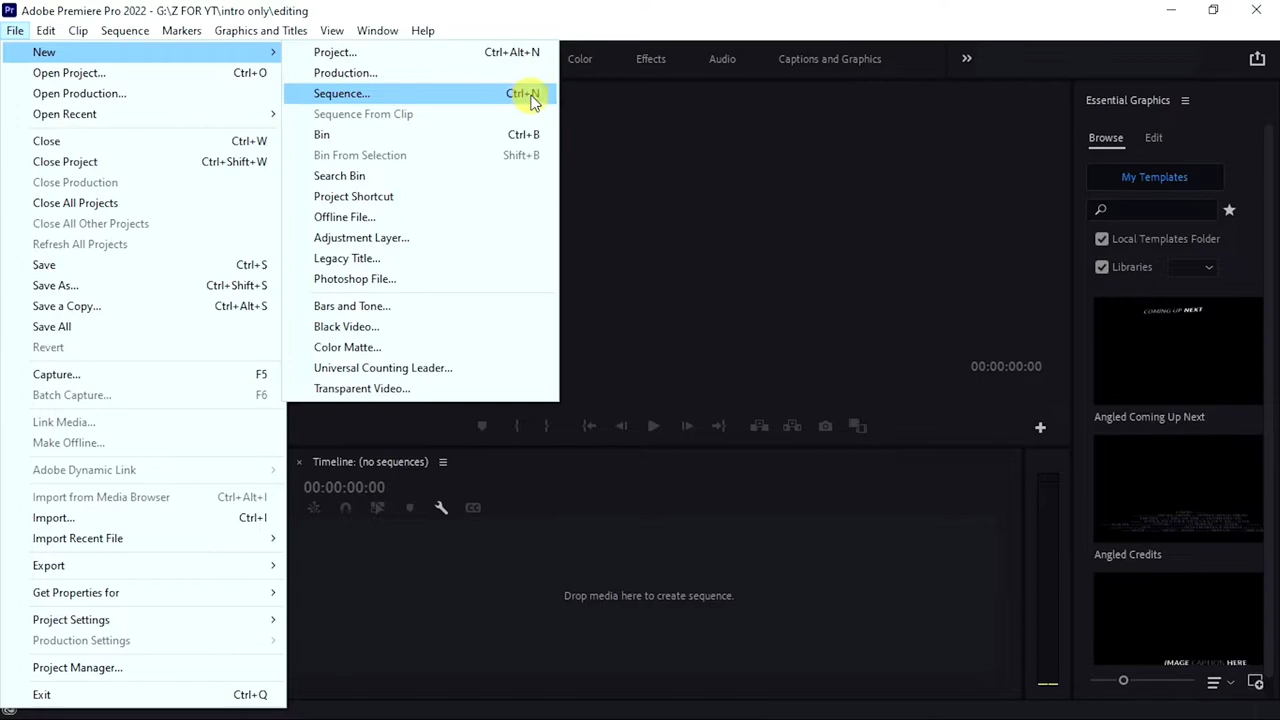 Pr Adobe Premiere Pro 2022 - G:\Z FOR YT\intro only\editing
File Edit Clip Sequence Markers Graphics and Titles View Window Help
New
Open Project... Ctrl+O
Open Production...
Open Recent
Close Ctrl+W
Close Project Ctrl+Shift+W
Close Production
Close All Projects
Close All Other Projects
Refresh All Projects
Save Ctrl+S
Save As... Ctrl+Shift+S
Save a Copy... Ctrl+Alt+S
Save All
Revert
Capture... F5
Batch Capture... F6
Link Media...
Make Offline...
Adobe Dynamic Link
Import from Media Browser Ctrl+Alt+I
Import... Ctrl+I
Import Recent File
Export
Get Properties for
Project Settings
Production Settings
Project Manager...
Exit Ctrl+Q
Project... Ctrl+Alt+N
Production...
Sequence... Ctrl+N
Sequence From Clip
Bin Ctrl+B
Bin From Selection Shift+B
Search Bin
Project Shortcut
Offline File...
Adjustment Layer...
Legacy Title...
Photoshop File...
Bars and Tone...
Black Video...
Color Matte...
Universal Counting Leader...
Transparent Video...
Color Effects Audio Captions and Graphics
00:00:00:00
Timeline: (no sequences)
00:00:00:00
Drop media here to create sequence.
Essential Graphics
Browse Edit
My Templates
Local Templates Folder
Libraries
COMING UP NEXT
Angled Coming Up Next
Angled Credits
IMAGE CAPTION HERE